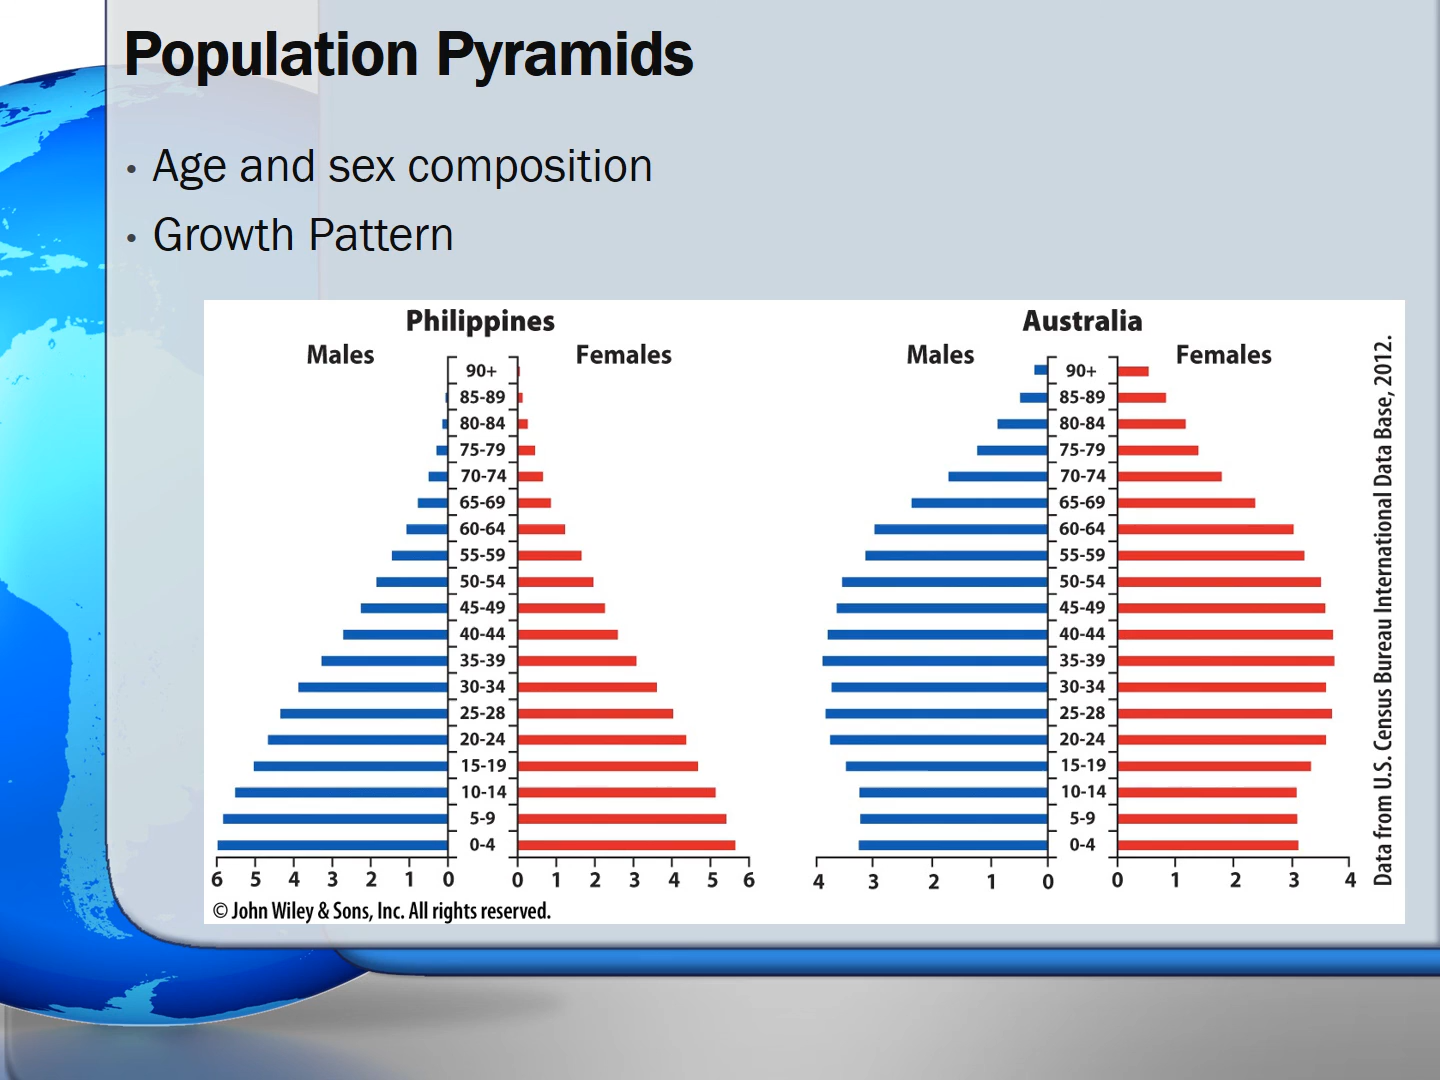 Population Pyramids
• Age and sex composition
• Growth Pattern
Philippines
Males
Females
90+
85-89
80-84
75-79
70-74
65-69
60-64
55-59
50-54
45-49
40-44
35-39
30-34
25-28
20-24
15-19
10-14
5-9
0-4
6 5 4 3 2 1 0 0 1 2 3 4 5 6
© John Wiley & Sons, Inc. All rights reserved.
Australia
Males
Females
90+
85-89
80-84
75-79
70-74
65-69
60-64
55-59
50-54
45-49
40-44
35-39
30-34
25-28
20-24
15-19
10-14
5-9
0-4
4 3 2 1 0 0 1 2 3 4
Data from U.S. Census Bureau International Data Base, 2012.